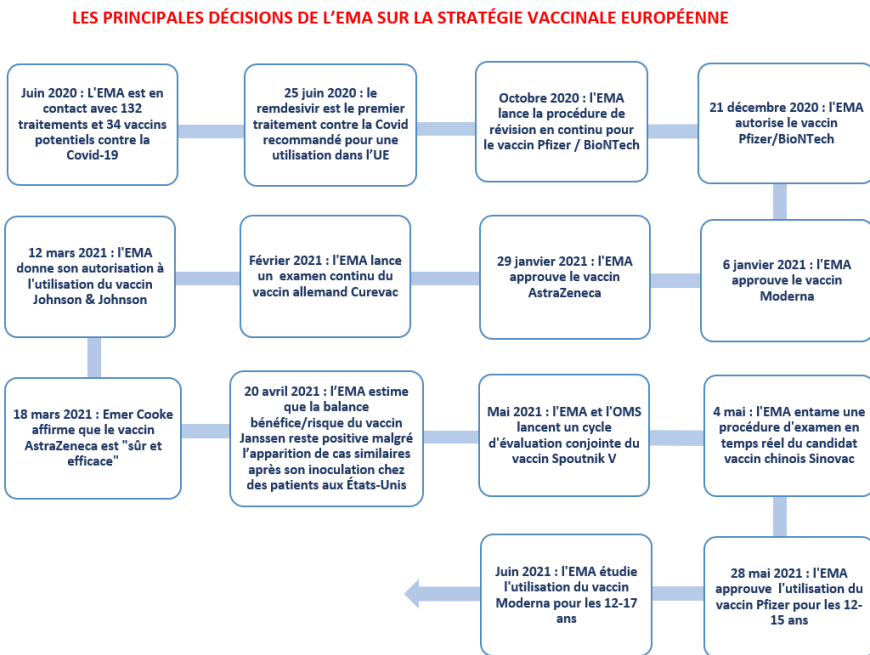 LES PRINCIPALES DÉCISIONS DE L'EMA SUR LA STRATÉGIE VACCINALE EUROPÉENNE
Juin 2020 : L'EMA est en
contact avec 132
traitements et 34 vaccins
potentiels contre la
Covid-19
25 juin 2020 : le
remdesivir est le premier
traitement contre la Covid
recommandé pour une
utilisation dans l'UE
Octobre 2020 : l'EMA
lance la procédure de
révision en continu pour
le vaccin Pfizer / BioNTech
21 décembre 2020 : l'EMA
autorise le vaccin
Pfizer/BioNTech
6 janvier 2021 : l'EMA
approuve le vaccin
Moderna
29 janvier 2021 : l'EMA
approuve le vaccin
AstraZeneca
Février 2021 : l'EMA lance
un examen continu du
vaccin allemand Curevac
12 mars 2021 : l'EMA
donne son autorisation à
l'utilisation du vaccin
Johnson & Johnson
18 mars 2021 : Emer Cooke
affirme que le vaccin
AstraZeneca est "sûr et
efficace"
20 avril 2021 : l'EMA estime
que la balance
bénéfice/risque du vaccin
Janssen reste positive malgré
l'apparition de cas similaires
après son inoculation chez
des patients aux États-Unis
Mai 2021 : l'EMA et l'OMS
lancent un cycle
d'évaluation conjointe du
vaccin Spoutnik V
4 mai : l'EMA entame une
procédure d'examen en
temps réel du candidat
vaccin chinois Sinovac
28 mai 2021 : l'EMA
approuve l'utilisation du
vaccin Pfizer pour les 12-
15 ans
Juin 2021 : l'EMA étudie
l'utilisation du vaccin
Moderna pour les 12-17
ans